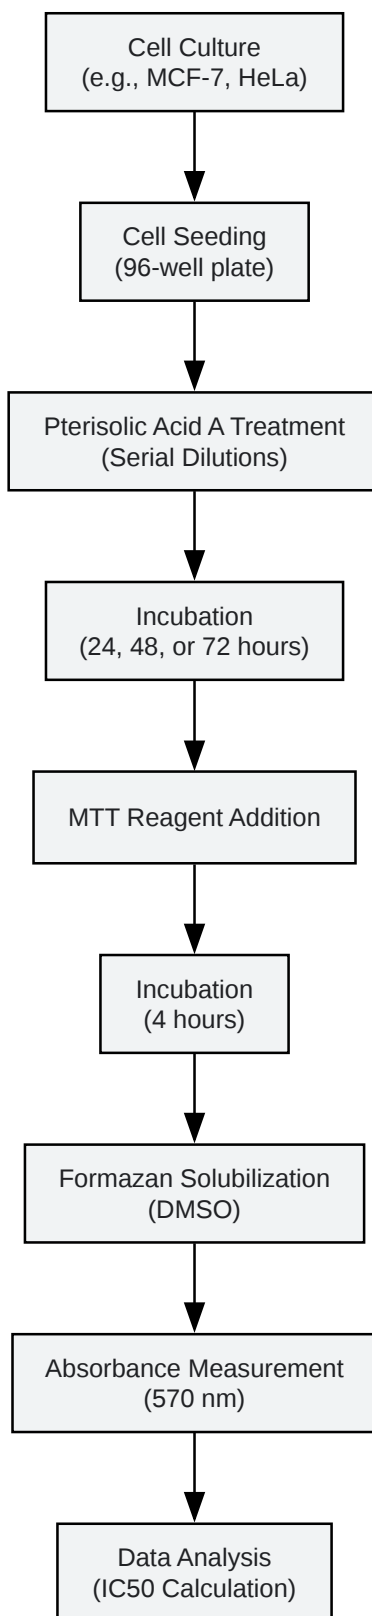 Cell Culture
(e.g., MCF-7, HeLa)
Cell Seeding
(96-well plate)
Pterisolic Acid A Treatment
(Serial Dilutions)
Incubation
(24, 48, or 72 hours)
MTT Reagent Addition
Incubation
(4 hours)
Formazan Solubilization
(DMSO)
Absorbance Measurement
(570 nm)
Data Analysis
(IC50 Calculation)